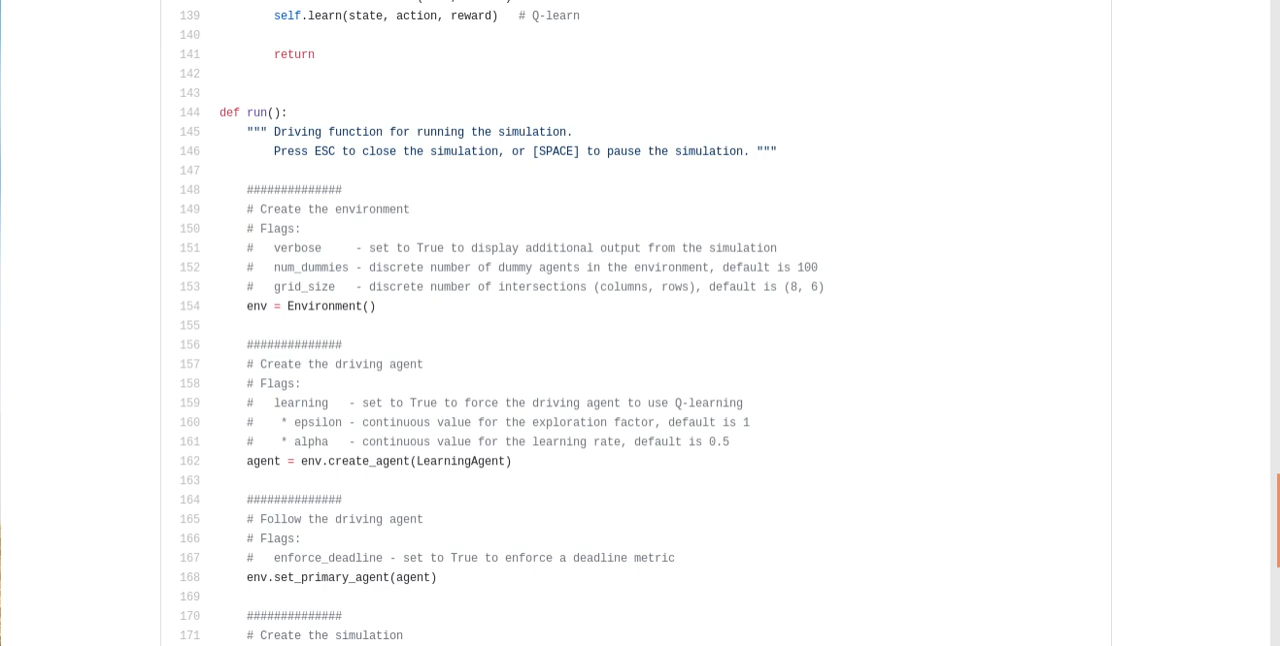 139 self.learn(state, action, reward)   # Q-learn
140
141 return
142
143
144 def run():
145     """ Driving function for running the simulation.
146         Press ESC to close the simulation, or [SPACE] to pause the simulation. """
147
148     ##############
149     # Create the environment
150     # Flags:
151     #   verbose     - set to True to display additional output from the simulation
152     #   num_dummies - discrete number of dummy agents in the environment, default is 100
153     #   grid_size   - discrete number of intersections (columns, rows), default is (8, 6)
154     env = Environment()
155
156     ##############
157     # Create the driving agent
158     # Flags:
159     #   learning   - set to True to force the driving agent to use Q-learning
160     #    * epsilon - continuous value for the exploration factor, default is 1
161     #    * alpha   - continuous value for the learning rate, default is 0.5
162     agent = env.create_agent(LearningAgent)
163
164     ##############
165     # Follow the driving agent
166     # Flags:
167     #   enforce_deadline - set to True to enforce a deadline metric
168     env.set_primary_agent(agent)
169
170     ##############
171     # Create the simulation